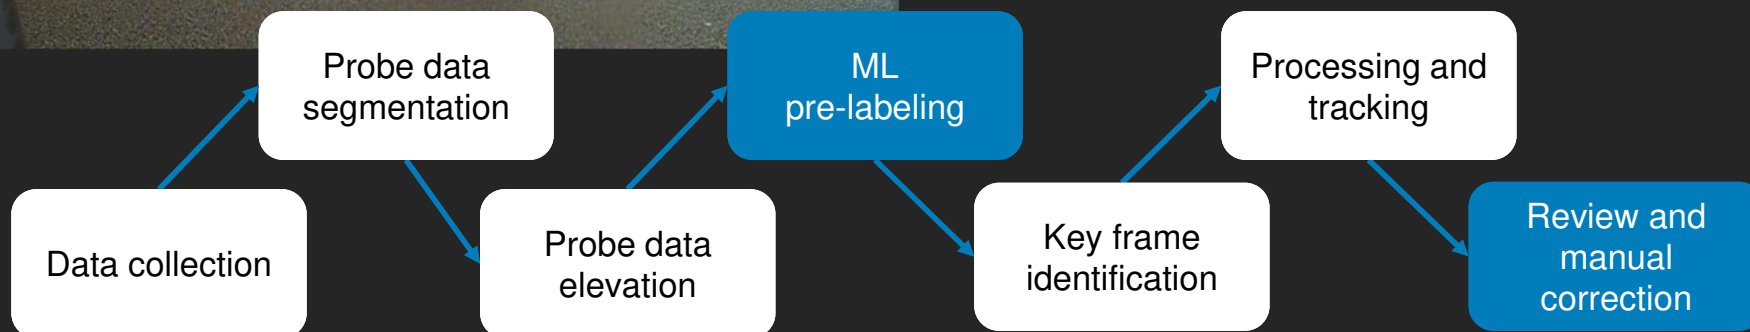 Data collection
Probe data
segmentation
Probe data
elevation
ML
pre-labeling
Key frame
identification
Processing and
tracking
Review and
manual
correction